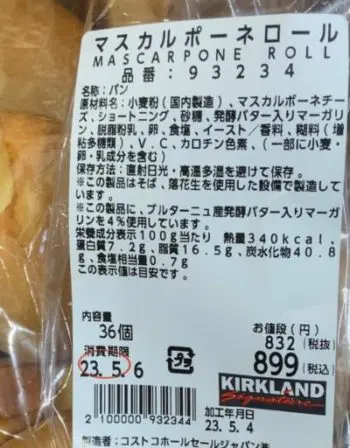 マスカルポーネロール
MASCARPONE ROLL
品番:93234
名称:パン
原材料名:小麦粉(国内製造)、マスカルポーネチー
ズ、ショートニング、砂糖、発酵バター入りマーガリ
ン、脱脂粉乳、卵、食塩、イースト/香料、糊料(増
粘多糖類)、V.C、カロチン色素、(一部に小麦・
卵・乳成分を含む)
保存方法:直射日光・高温多湿を避けて保存。
※この製品はそば、落花生を使用した設備で製造して
います。
※この製品に、ブルターニュ産発酵バター入りマーガ
リンを4%使用しています。
栄養成分表示100g当たり 熱量340kcal、
蛋白質7.2g、脂質16.5g、炭水化物40.8
g、食塩相当量0.7g
この表示値は目安です。
内容量
36個
消費期限
23.5.6
お値段(円)
832(税抜)
899(税込)
KIRKLAND
Signature
2100000932344
加工年月日
23.5.4
製造者:コストコホールセールジャパン(株)